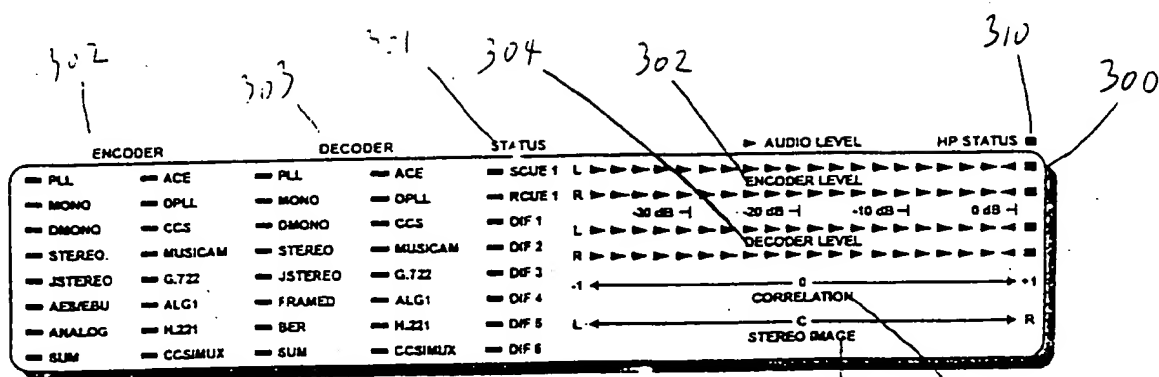 302
303
304
302
310
300
ENCODER DECODER STATUS AUDIO LEVEL HP STATUS
PLL ACE PLL ACE SCUE 1 L
ENCODER LEVEL
MONO DPLL MONO DPLL RCUE 1 R
-30 dB -20 dB -10 dB 0 dB
DMONO CCS DMONO CCS DIF 1 L
DECODER LEVEL
STEREO. MUSICAM STEREO MUSICAM DIF 2 R
JSTEREO G.722 JSTEREO G.722 DIF 3 -1 0 +1
CORRELATION
AES/EBU ALG1 FRAMED ALG1 DIF 4
ANALOG H.221 BER H.221 DIF 5 L C R
STEREO IMAGE
SUM CCSIMUX SUM CCSIMUX DIF 6